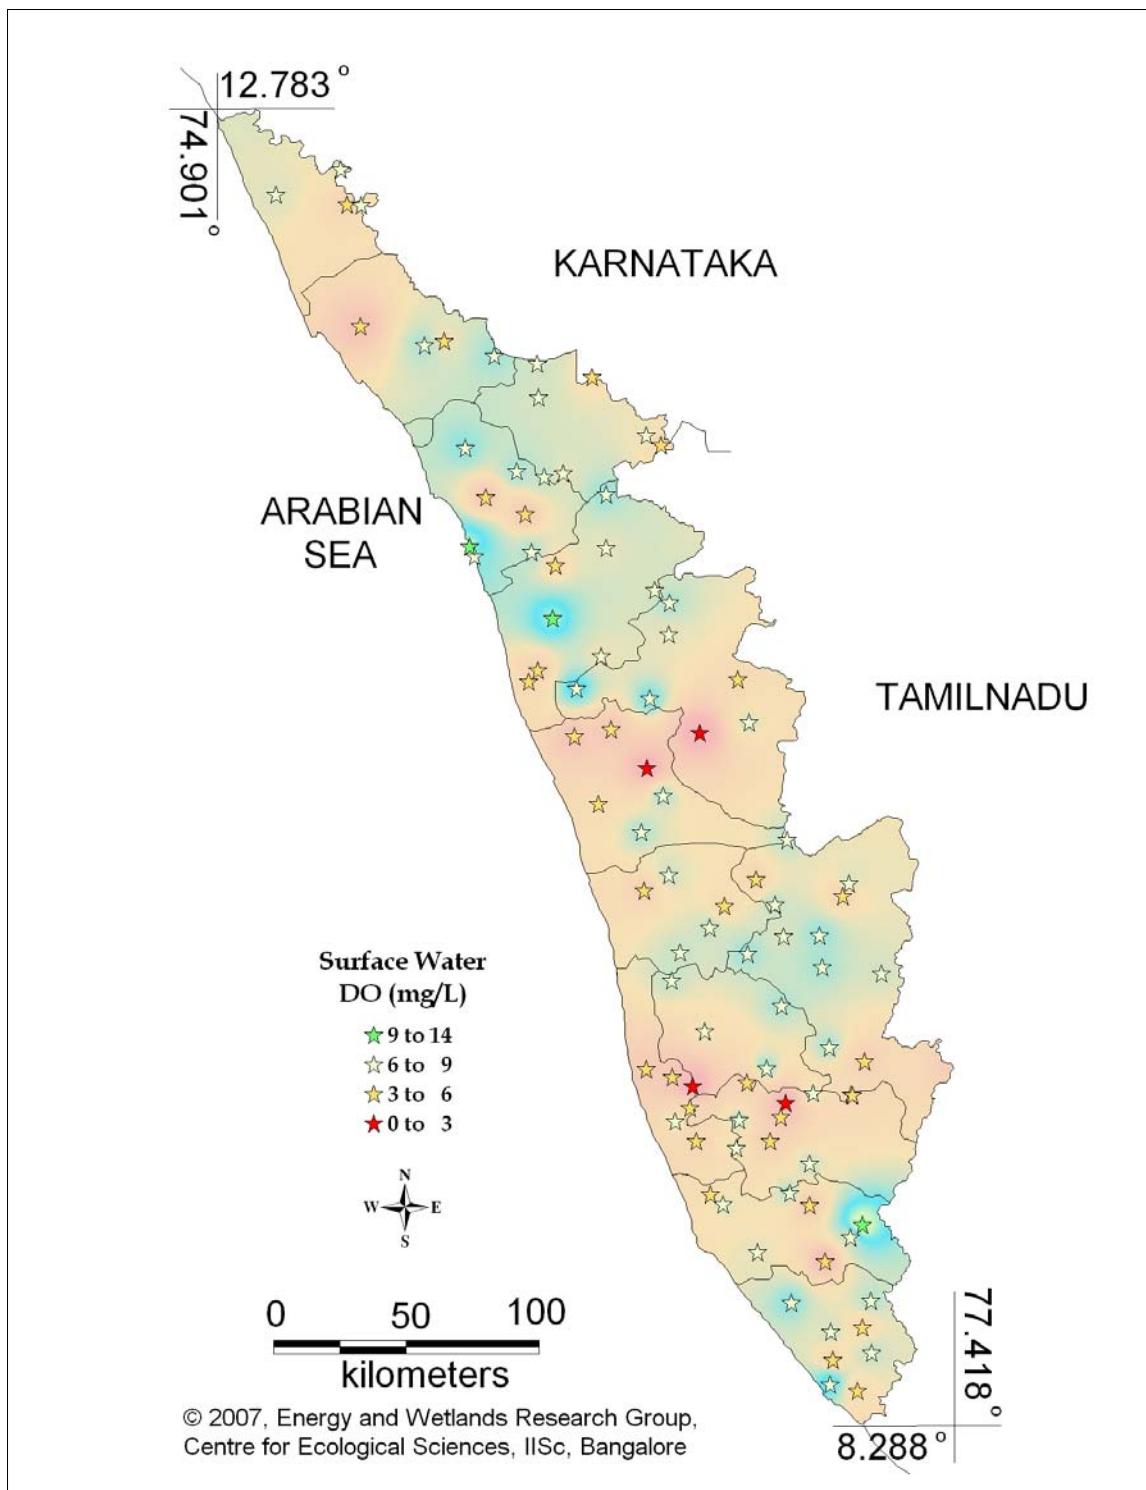 12.783 °
74.901 °
KARNATAKA
ARABIAN
SEA
TAMILNADU
Surface Water
DO (mg/L)
9 to 14
6 to 9
3 to 6
0 to 3
N
W E
S
0 50 100
kilometers
77.418 °
8.288 °
© 2007, Energy and Wetlands Research Group,
Centre for Ecological Sciences, IISc, Bangalore